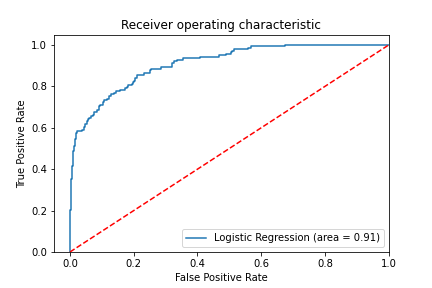 Receiver operating characteristic
1.0
0.8
0.6
0.4
0.2
0.0
True Positive Rate
Logistic Regression (area = 0.91)
0.0 0.2 0.4 0.6 0.8 1.0
False Positive Rate